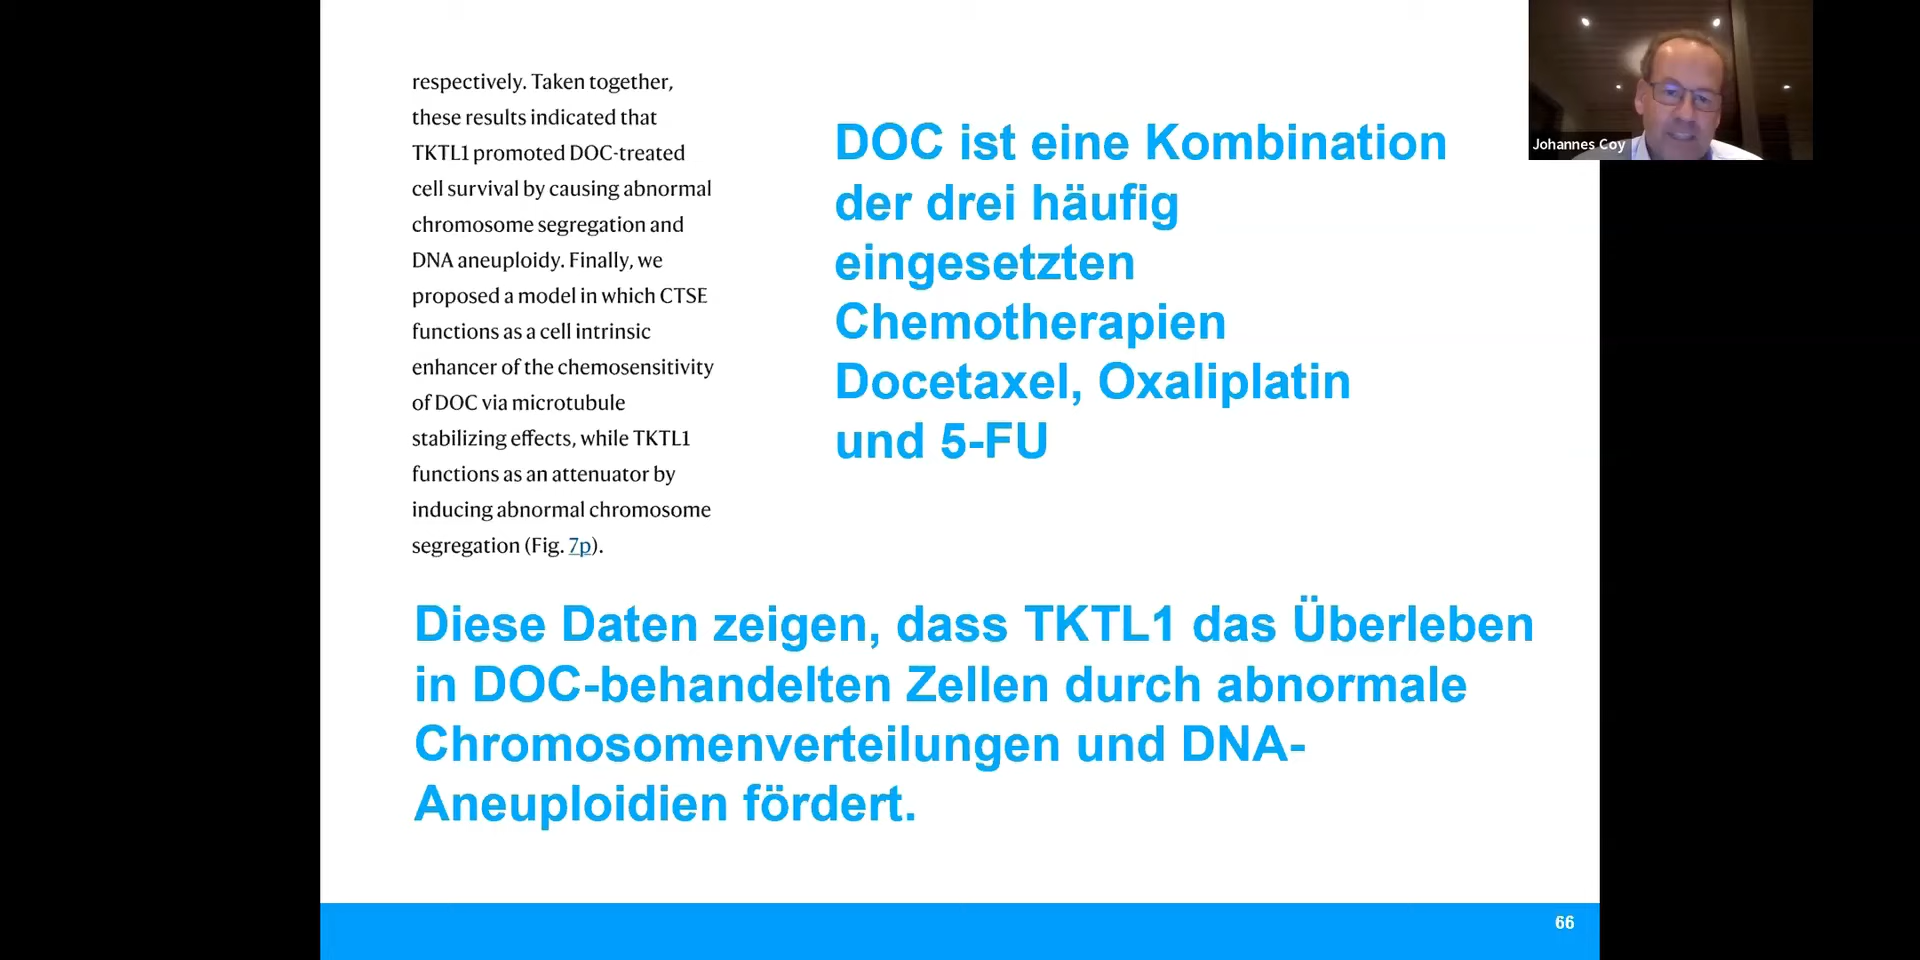 respectively. Taken together,
these results indicated that
TKTL1 promoted DOC-treated
cell survival by causing abnormal
chromosome segregation and
DNA aneuploidy. Finally, we
proposed a model in which CTSE
functions as a cell intrinsic
enhancer of the chemosensitivity
of DOC via microtubule
stabilizing effects, while TKTL1
functions as an attenuator by
inducing abnormal chromosome
segregation (Fig. 7p).
DOC ist eine Kombination
der drei häufig
eingesetzten
Chemotherapien
Docetaxel, Oxaliplatin
und 5-FU
Johannes Coy
Diese Daten zeigen, dass TKTL1 das Überleben
in DOC-behandelten Zellen durch abnormale
Chromosomenverteilungen und DNA-
Aneuploidien fördert.
66